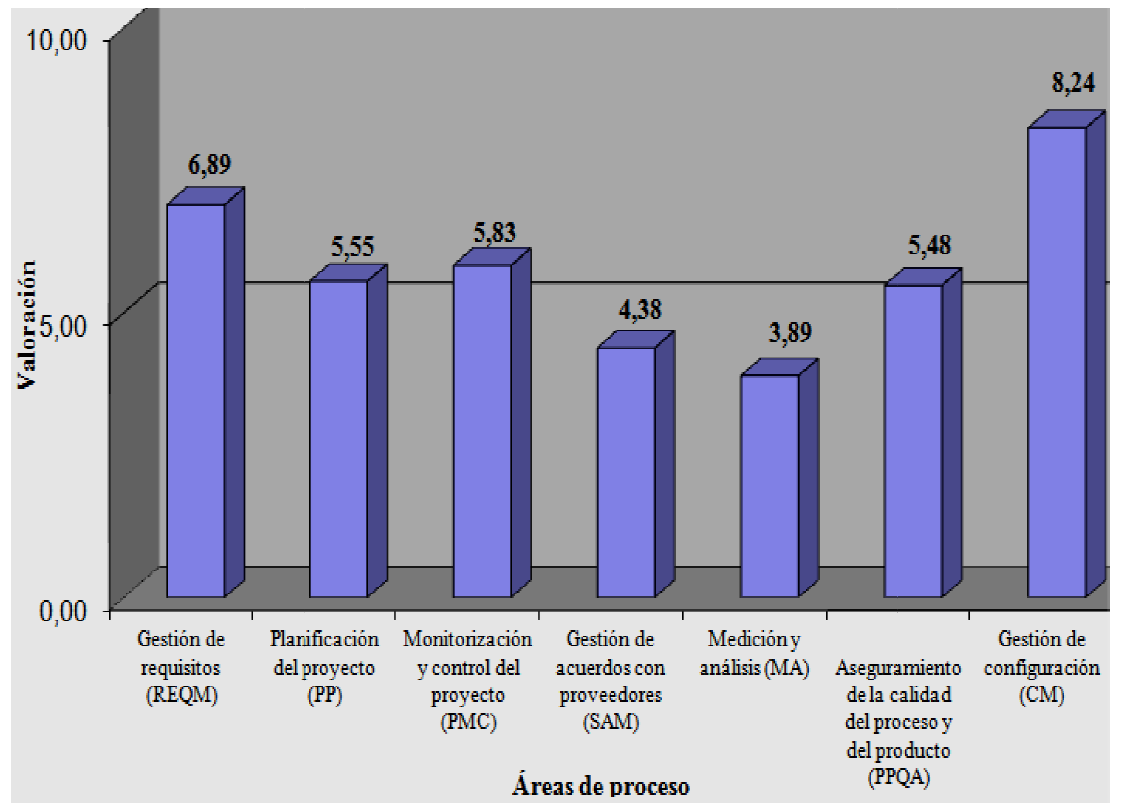 10,00
5,00
0,00
Valoración
6,89
5,55
5,83
4,38
3,89
5,48
8,24
Gestión de
requisitos
(REQM)
Planificación
del proyecto
(PP)
Monitorización
y control del
proyecto
(PMC)
Gestión de
acuerdos con
proveedores
(SAM)
Medición y
análisis (MA)
Aseguramiento
de la calidad
del proceso y
del producto
(PPQA)
Gestión de
configuración
(CM)
Áreas de proceso